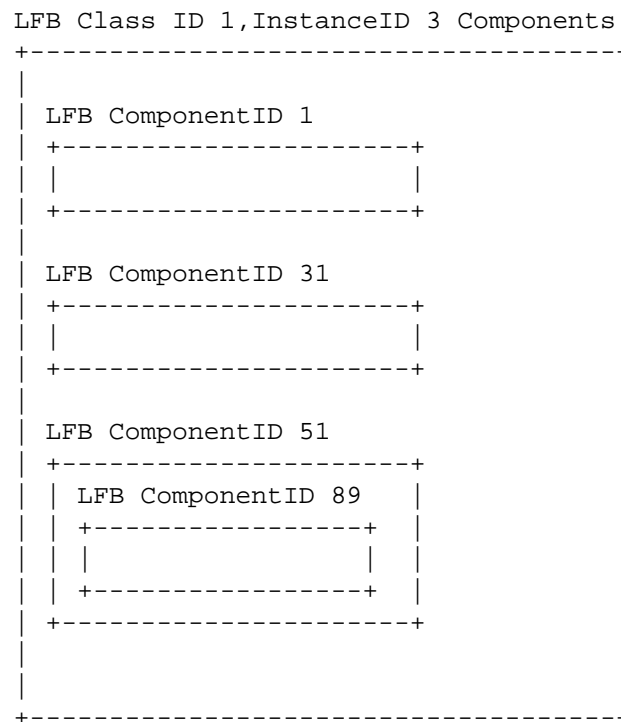 LFB Class ID 1,InstanceID 3 Components
LFB ComponentID 1
LFB ComponentID 31
LFB ComponentID 51
LFB ComponentID 89